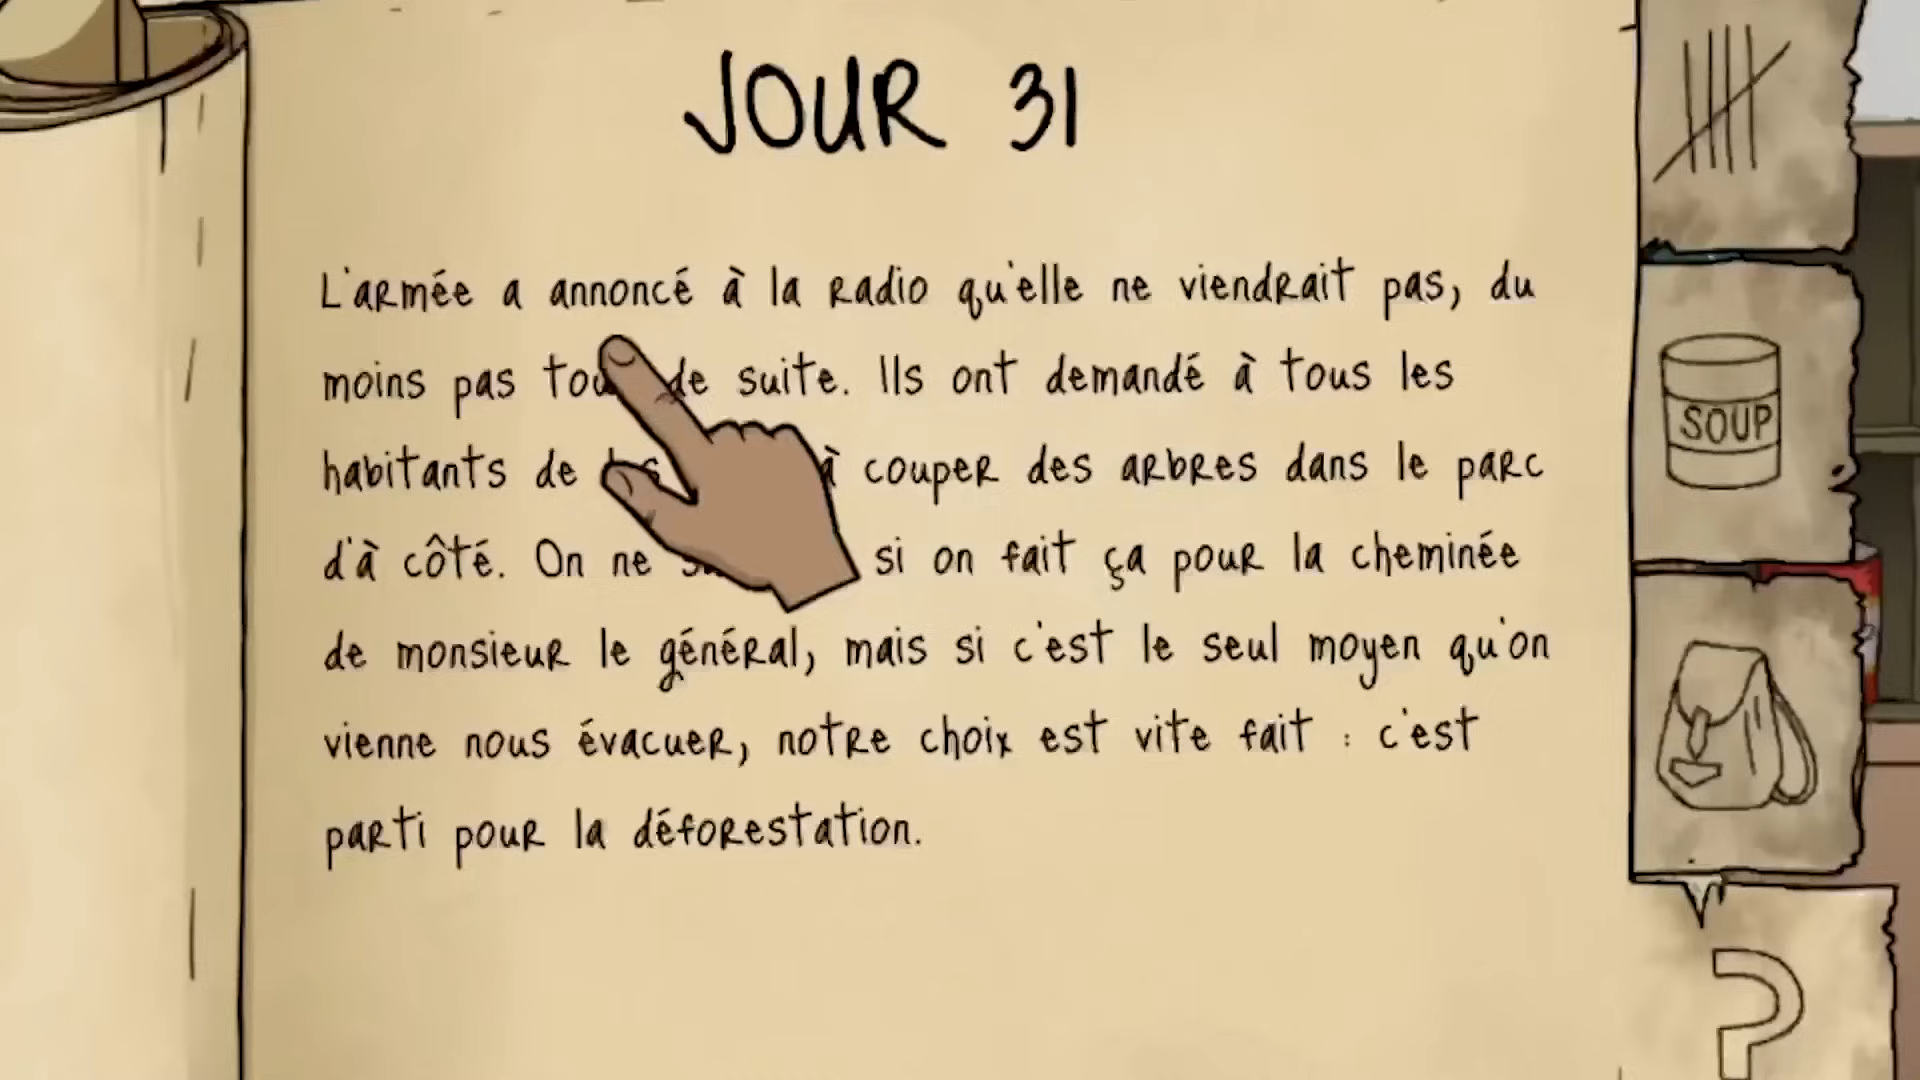 JOUR 31
L'armée a annoncé à la radio qu'elle ne viendrait pas, du
moins pas de suite. Ils ont demandé à tous les
habitants de à couper des arbres dans le parc
d'à côté. On ne si on fait ça pour la cheminée
de monsieur le général, mais si c'est le seul moyen qu'on
vienne nous évacuer, notre choix est vite fait : c'est
parti pour la déforestation.
SOUP
?